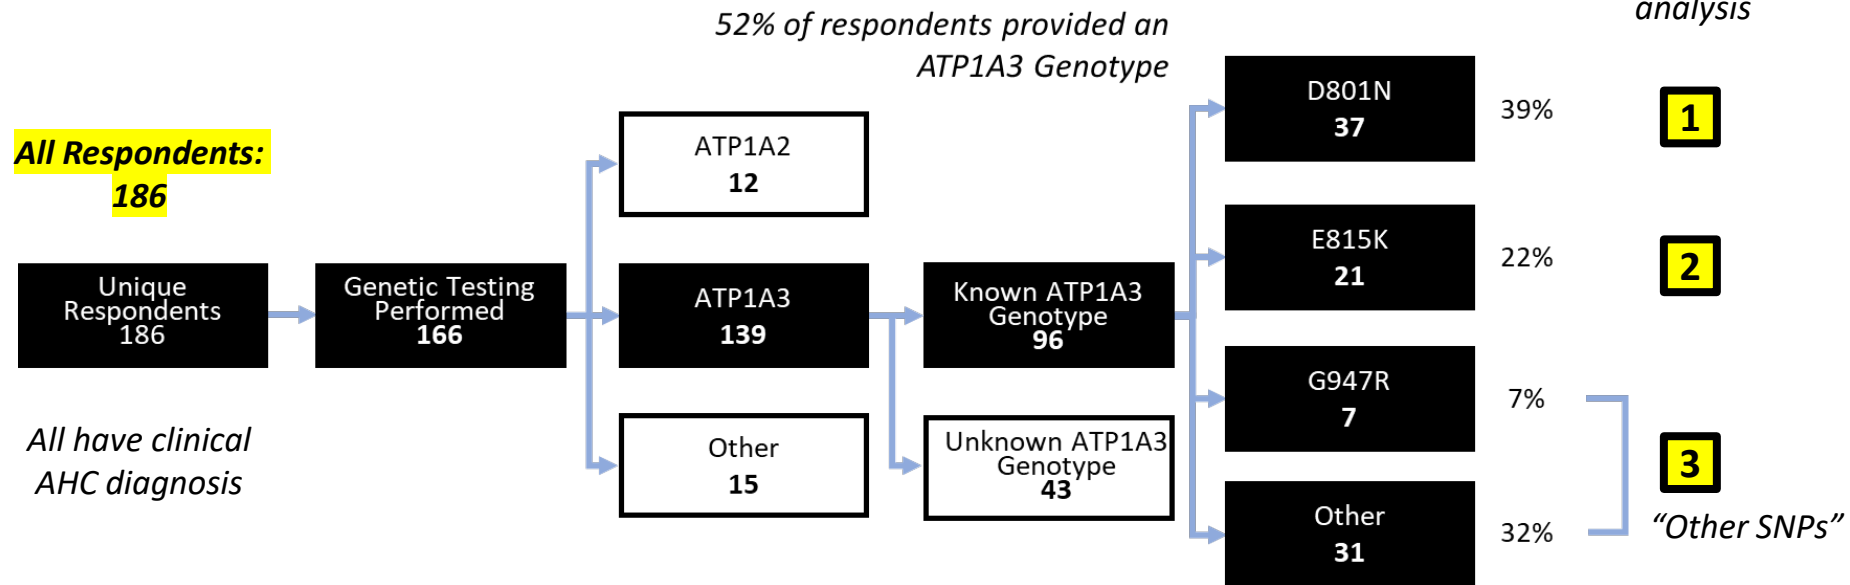 analysis
52% of respondents provided an
ATP1A3 Genotype
All Respondents:
186
Unique
Respondents
186
All have clinical
AHC diagnosis
Genetic Testing
Performed
166
ATP1A2
12
ATP1A3
139
Other
15
Known ATP1A3
Genotype
96
Unknown ATP1A3
Genotype
43
D801N
37
39%
1
E815K
21
22%
2
G947R
7
7%
Other
31
32%
3
“Other SNPs”